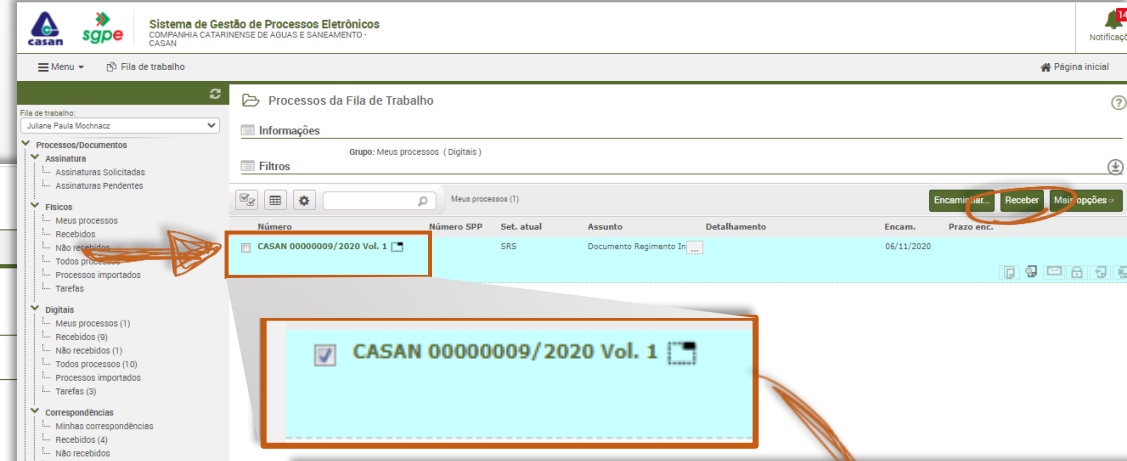 casan
sgpe
Sistema de Gestão de Processos Eletrônicos
COMPANHIA CATARINENSE DE AGUAS E SANEAMENTO -
CASAN
14
Notificaçõ
Menu
Fila de trabalho
Página inicial
Fila de trabalho:
Juliane Paula Mochnacz
Processos/Documentos
Assinatura
Assinaturas Solicitadas
Assinaturas Pendentes
Físicos
Meus processos
Recebidos
Não recebidos
Todos processos
Processos importados
Tarefas
Digitais
Meus processos (1)
Recebidos (9)
Não recebidos (1)
Todos processos (10)
Processos importados
Tarefas (3)
Correspondências
Minhas correspondências
Recebidos (4)
Não recebidos
Processos da Fila de Trabalho
?
Informações
Grupo: Meus processos (Digitais)
Filtros
Meus processos (1)
Encaminhar...
Receber
Mais opções
Número
Número SPP
Set. atual
Assunto
Detalhamento
Encam.
Prazo enc.
CASAN 00000009/2020 Vol. 1
SRS
Documento Regimento In ...
06/11/2020
CASAN 00000009/2020 Vol. 1